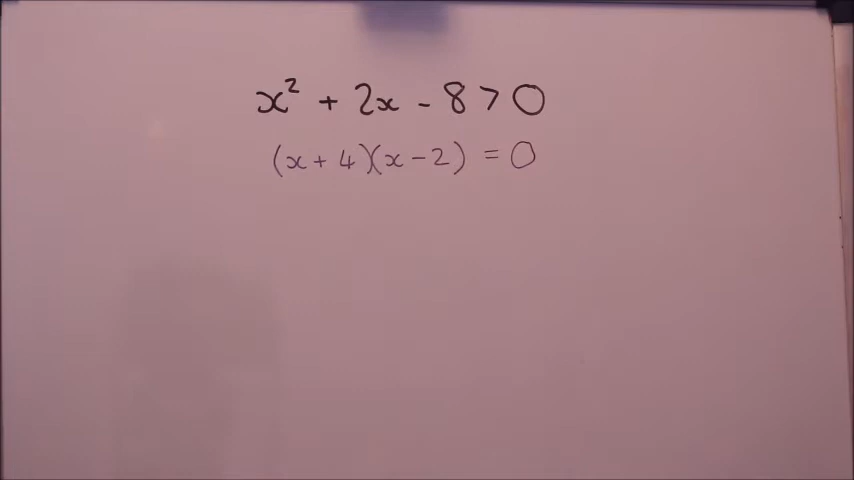 x² + 2x - 8 > 0
(x + 4)(x - 2) = 0